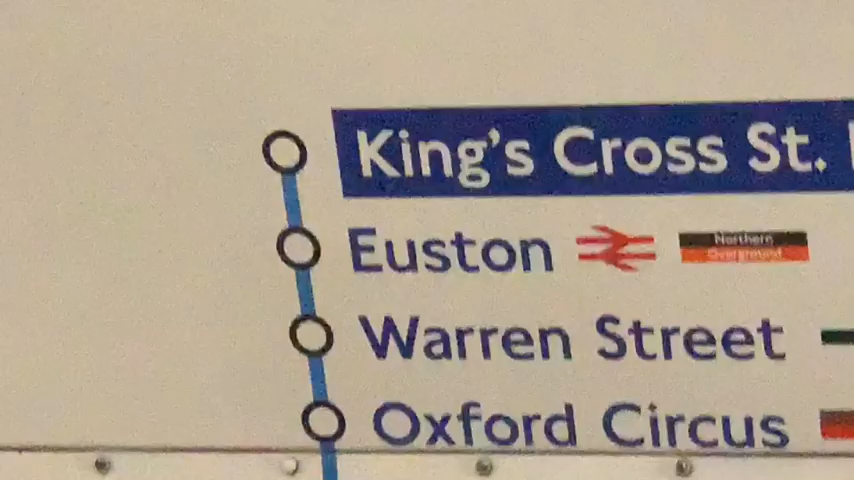 King's Cross St.
Euston
Northern
Overground
Warren Street
Oxford Circus